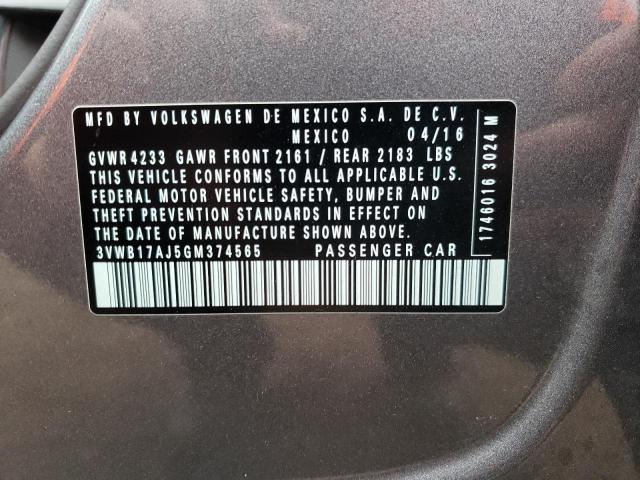 MFD BY VOLKSWAGEN DE MEXICO S.A. DE C.V.
MEXICO 04/16
GVWR 4233 GAWR FRONT 2161 / REAR 2183 LBS
THIS VEHICLE CONFORMS TO ALL APPLICABLE U.S.
FEDERAL MOTOR VEHICLE SAFETY, BUMPER AND
THEFT PREVENTION STANDARDS IN EFFECT ON
THE DATE OF MANUFACTURE SHOWN ABOVE.
3VWB17AJ5GM374565 PASSENGER CAR
1746016 3024 M